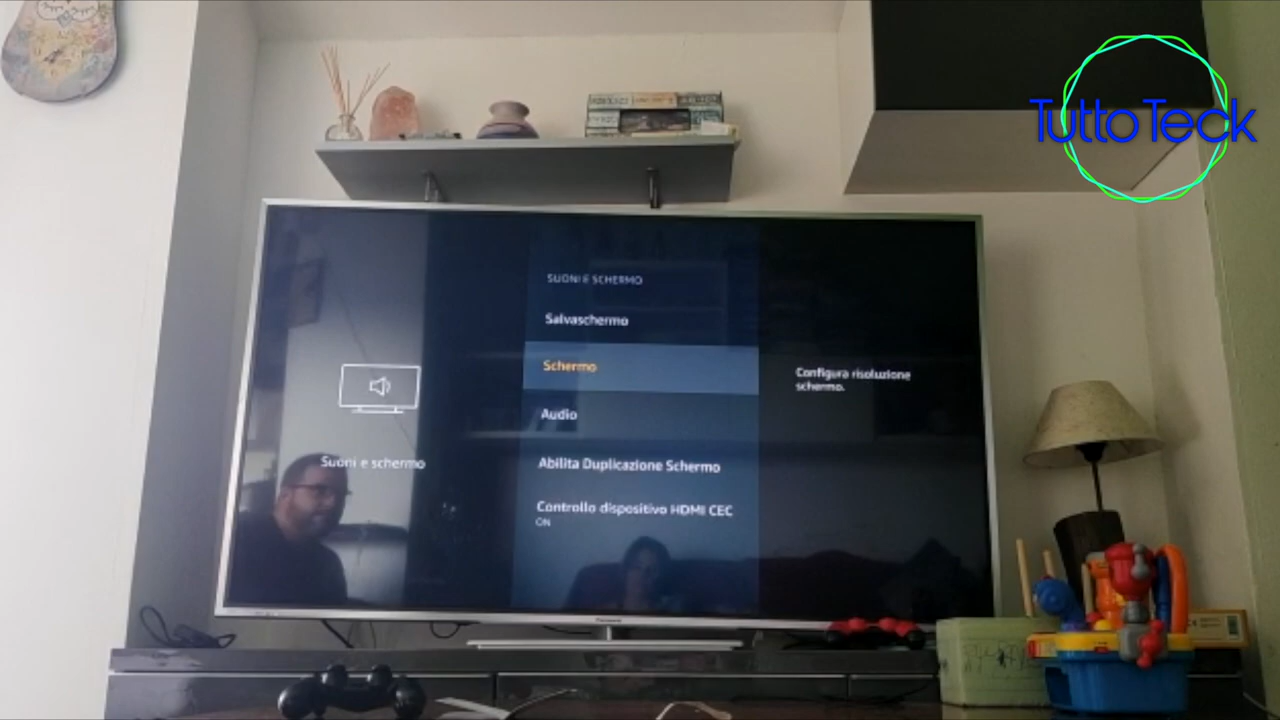 Tutto Teck
SUONI E SCHERMO
Salvaschermo
Schermo
Configura risoluzione
schermo.
Audio
Suoni e schermo
Abilita Duplicazione Schermo
Controllo dispositivo HDMI CEC
ON
Panasonic